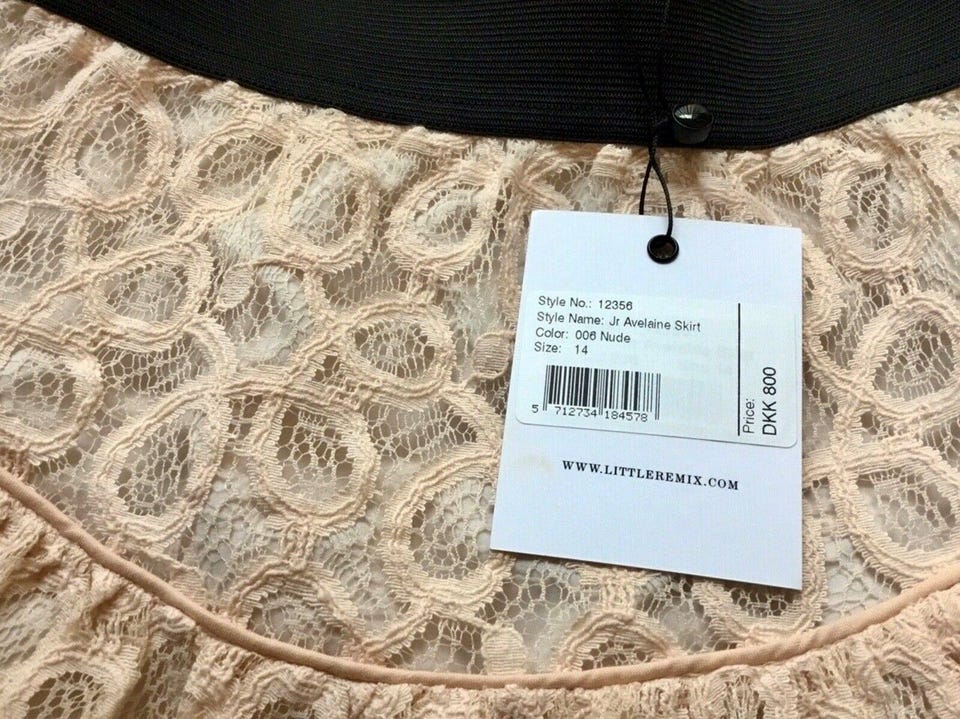 Style No.: 12356
Style Name: Jr Avelaine Skirt
Color: 006 Nude
Size: 14
5 712734 184578
Price:
DKK 800
WWW.LITTLEREMIX.COM